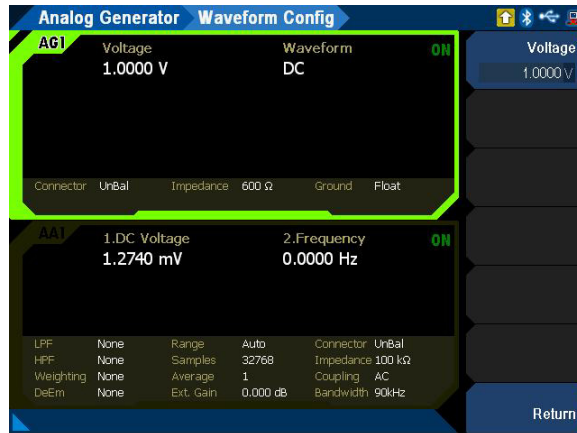 Analog Generator Waveform Config
AG1
Voltage Waveform ON
1.0000 V DC
Connector UnBal Impedance 600 Ω Ground Float
AA1
1.DC Voltage 2.Frequency ON
1.2740 mV 0.0000 Hz
LPF None Range Auto Connector UnBal
HPF None Samples 32768 Impedance 100 kΩ
Weighting None Average 1 Coupling AC
DeEm None Ext. Gain 0.000 dB Bandwidth 90kHz
Voltage
1.0000 V
Return